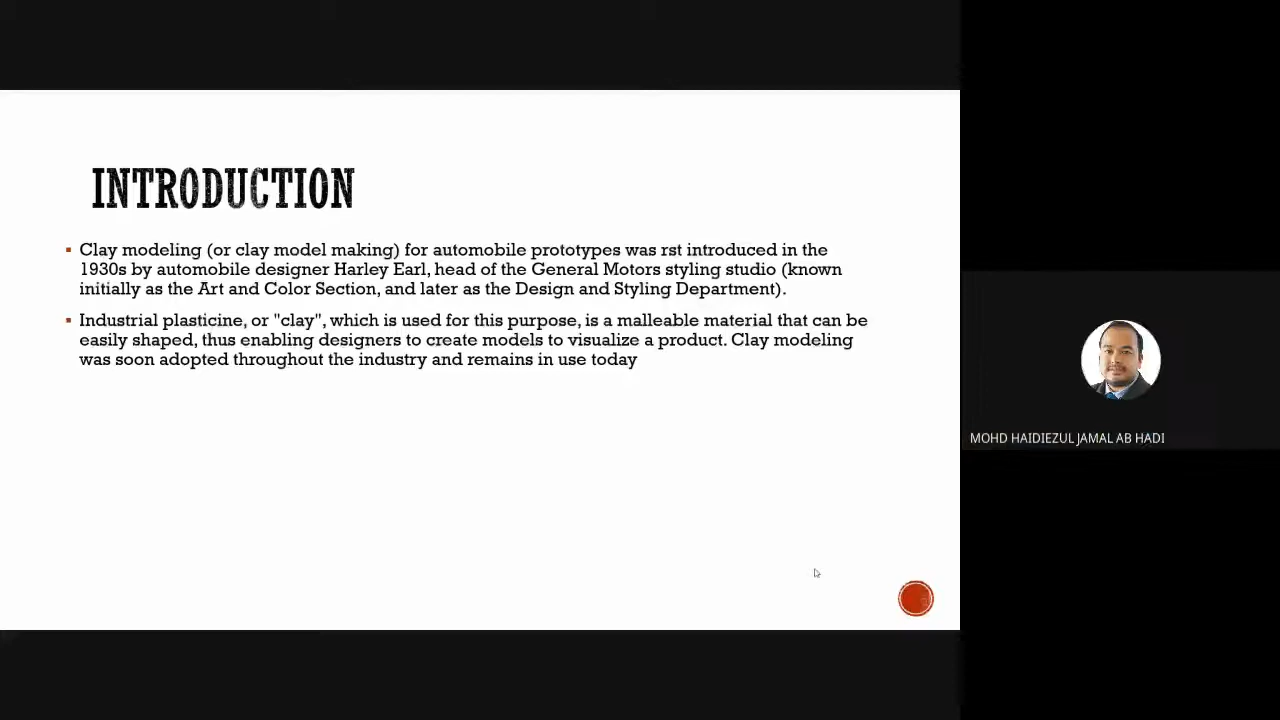 INTRODUCTION
Clay modeling (or clay model making) for automobile prototypes was rst introduced in the
1930s by automobile designer Harley Earl, head of the General Motors styling studio (known
initially as the Art and Color Section, and later as the Design and Styling Department).
Industrial plasticine, or "clay", which is used for this purpose, is a malleable material that can be
easily shaped, thus enabling designers to create models to visualize a product. Clay modeling
was soon adopted throughout the industry and remains in use today
MOHD HAIDIEZUL JAMAL AB HADI